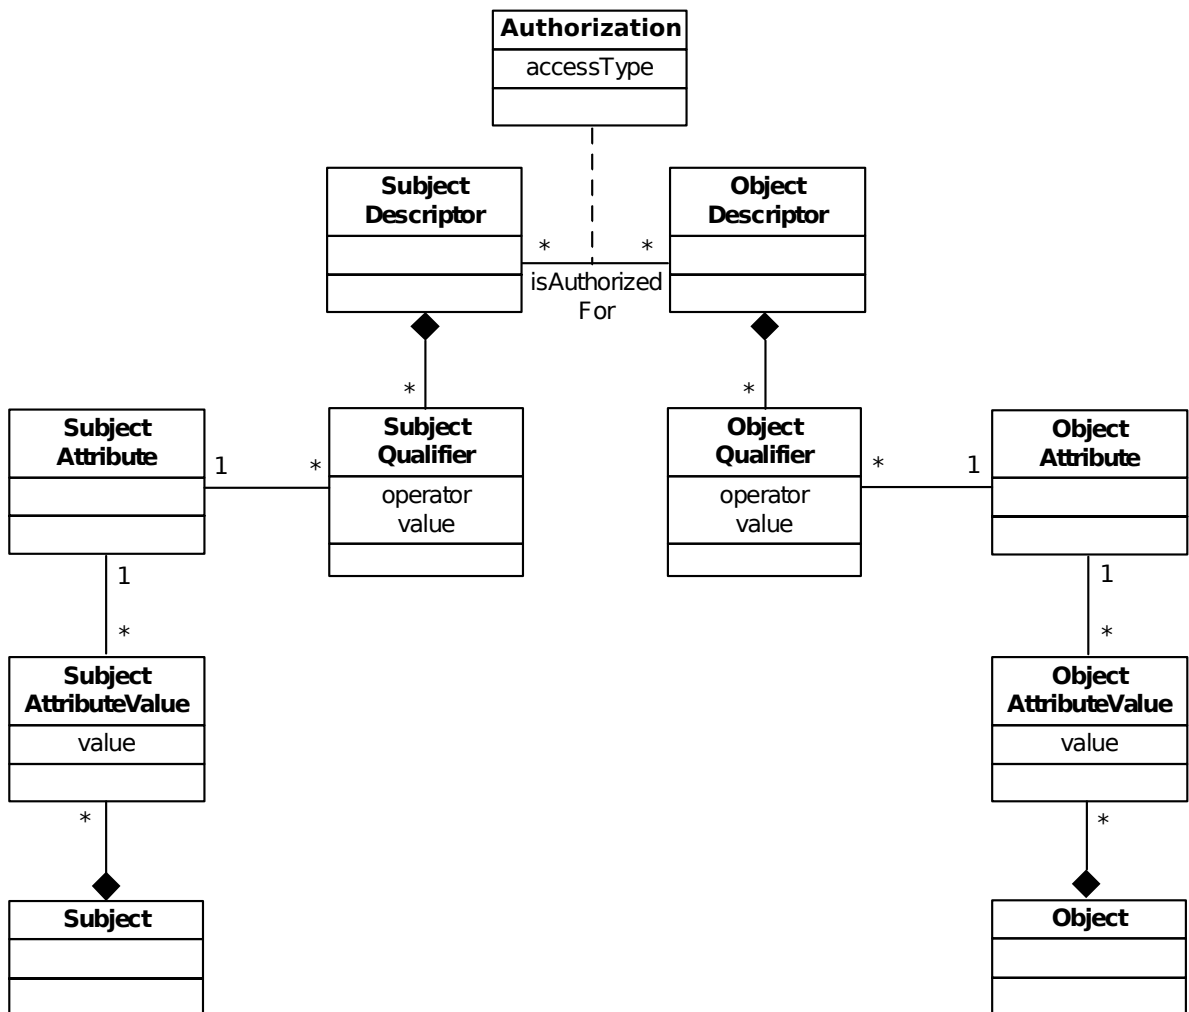 Authorization
accessType
Subject
Descriptor
Object
Descriptor
*
*
isAuthorized
For
*
*
Subject
Attribute
1
*
Subject
Qualifier
operator
value
Object
Qualifier
operator
value
*
1
Object
Attribute
1
*
1
*
Subject
AttributeValue
value
Object
AttributeValue
value
*
*
Subject
Object